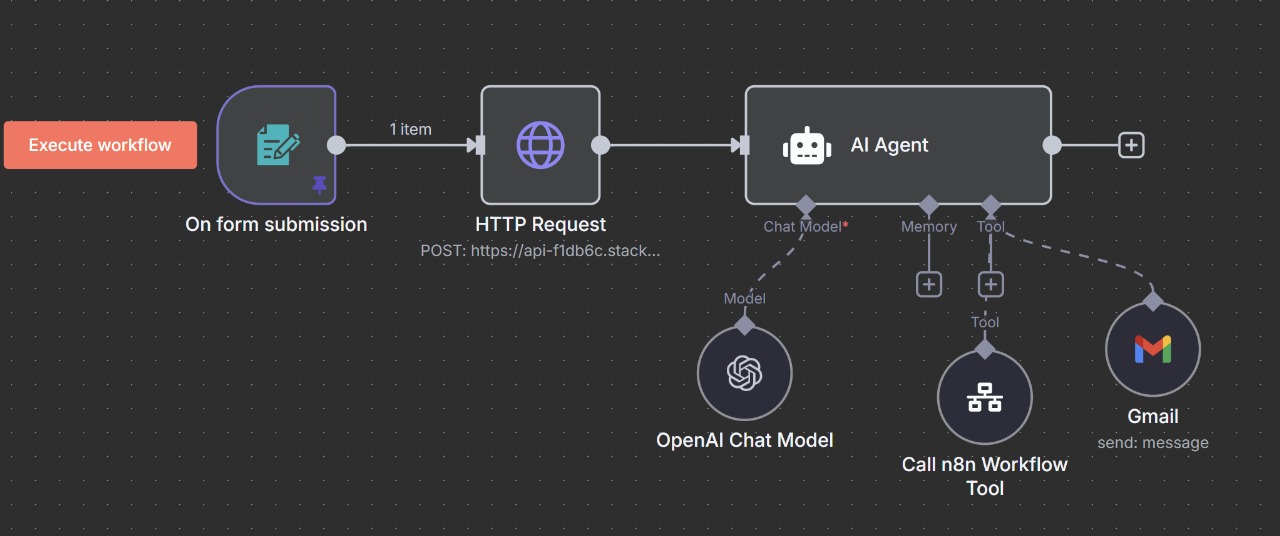 Execute workflow
1 item
AI Agent
On form submission
HTTP Request
POST: https://api-f1db6c.stack...
Chat Model*
Memory
Tool
Model
Tool
OpenAI Chat Model
Call n8n Workflow
Tool
Gmail
send: message